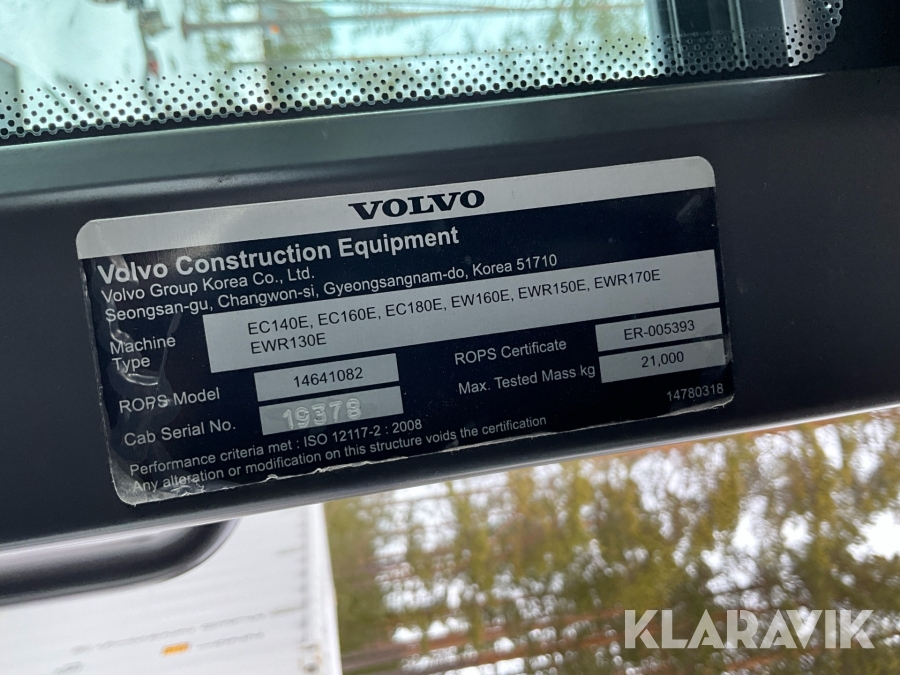 VOLVO
Volvo Construction Equipment
Volvo Group Korea Co., Ltd.
Seongsan-gu, Changwon-si, Gyeongsangnam-do, Korea 51710
Machine Type
EC140E, EC160E, EC180E, EW160E, EWR150E, EWR170E
EWR130E
ROPS Model 14641082
ROPS Certificate ER-005393
Cab Serial No. 19378
Max. Tested Mass kg 21,000
Performance criteria met : ISO 12117-2 : 2008
14780318
Any alteration or modification on this structure voids the certification
KLARAVIK